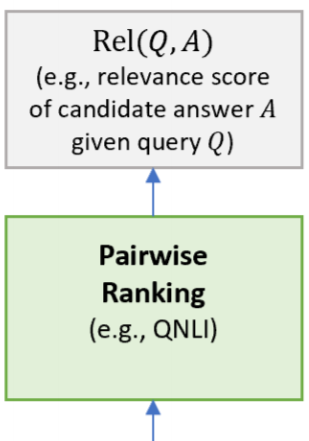 Rel(Q, A)
(e.g., relevance score
of candidate answer A
given query Q)
Pairwise
Ranking
(e.g., QNLI)